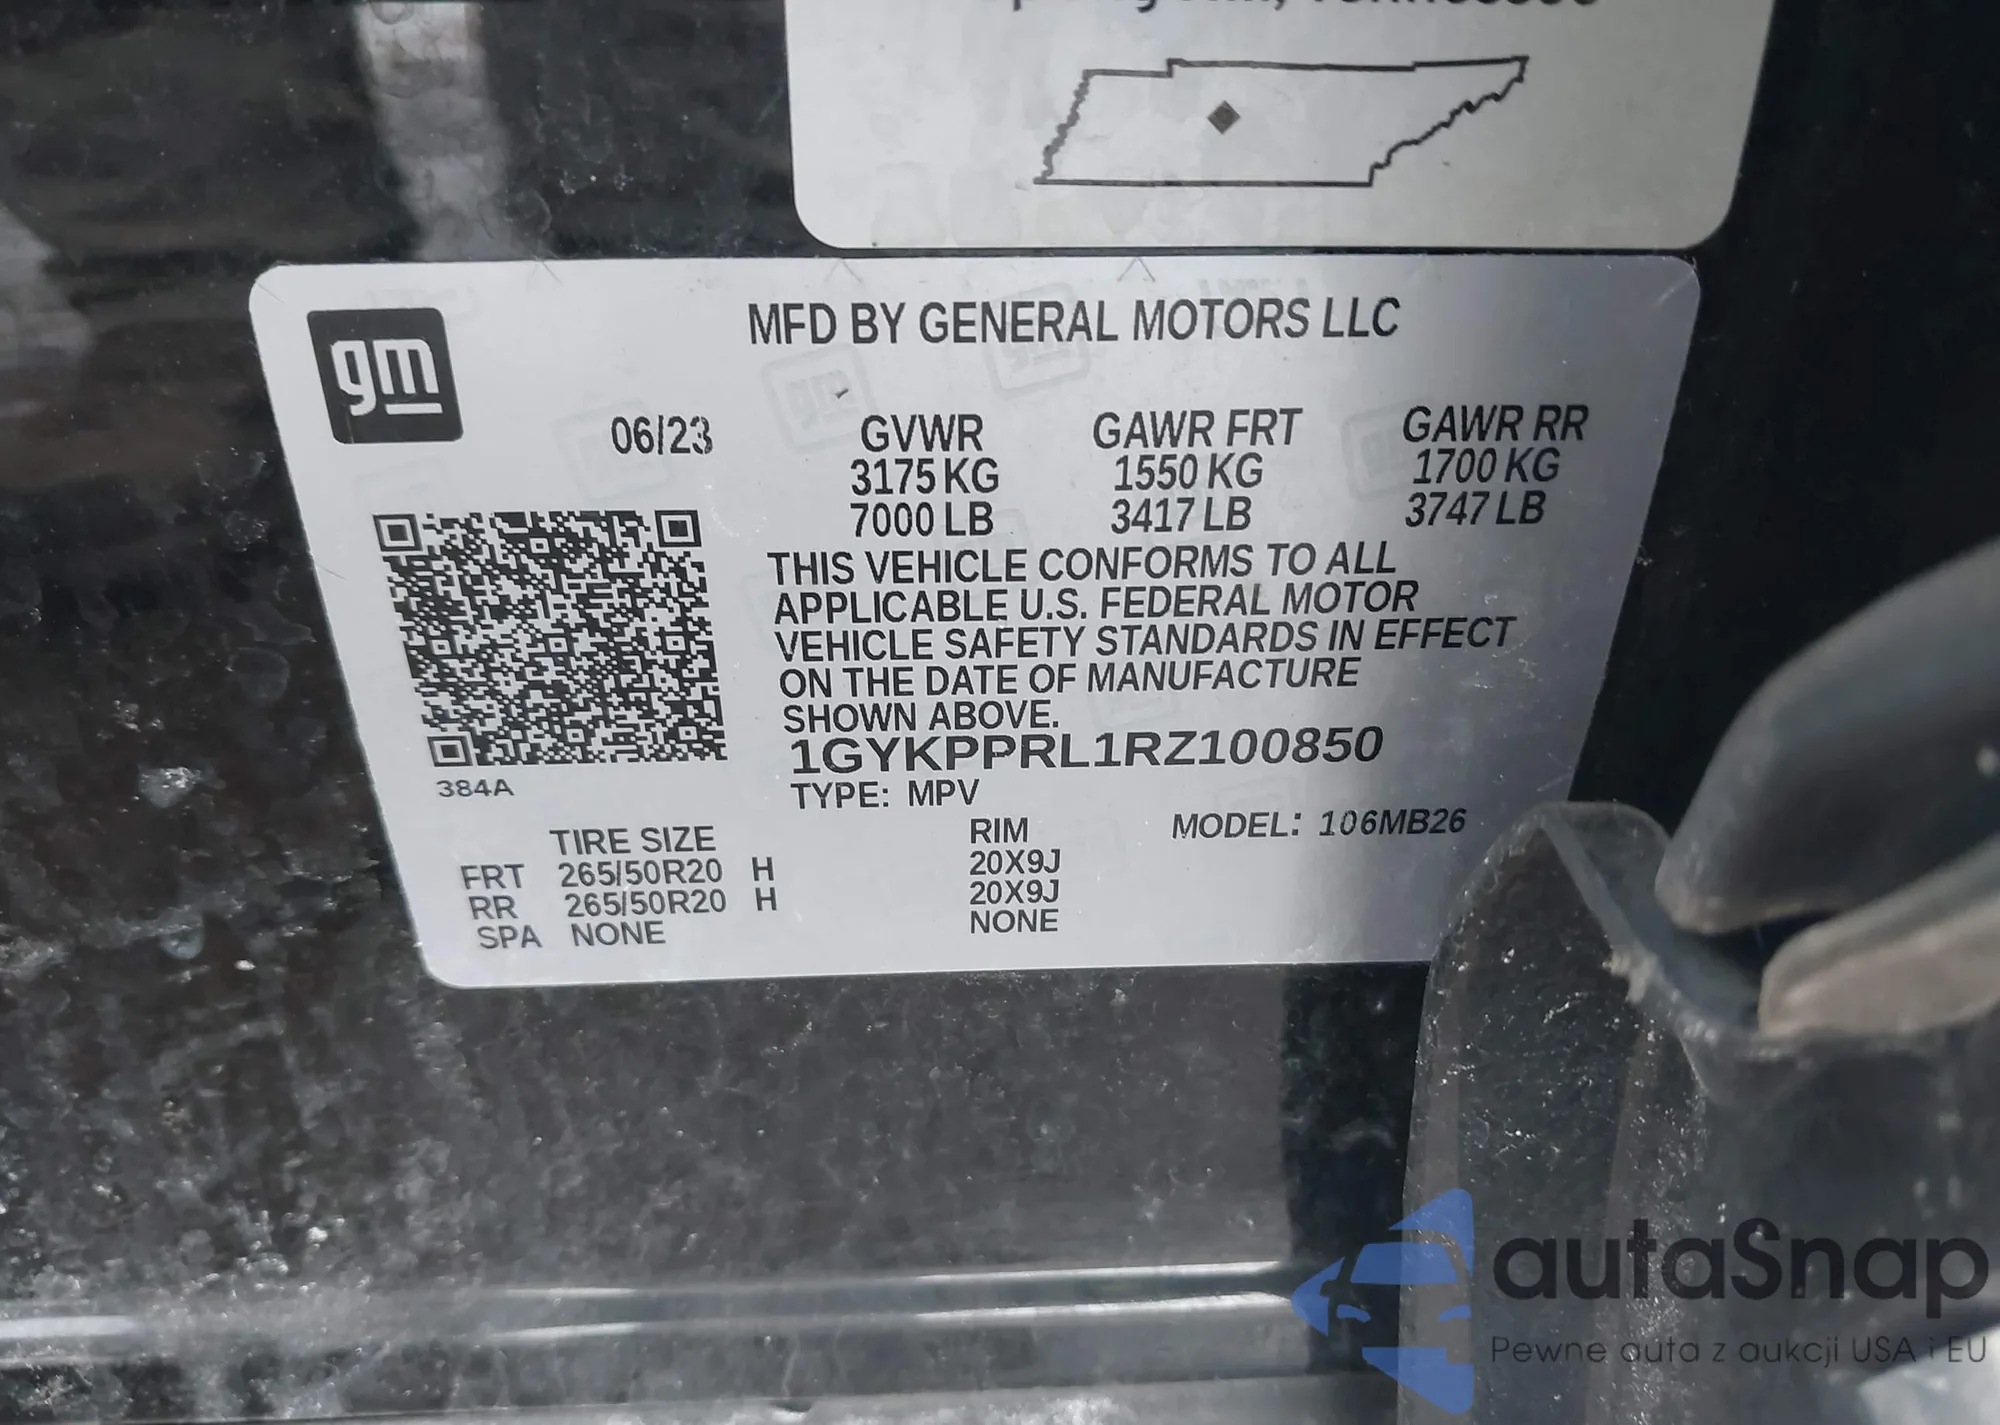 gm
MFD BY GENERAL MOTORS LLC
06/23 GVWR GAWR FRT GAWR RR
3175 KG 1550 KG 1700 KG
7000 LB 3417 LB 3747 LB
THIS VEHICLE CONFORMS TO ALL
APPLICABLE U.S. FEDERAL MOTOR
VEHICLE SAFETY STANDARDS IN EFFECT
ON THE DATE OF MANUFACTURE
SHOWN ABOVE.
1GYKPPRL1RZ100850
384A
TYPE: MPV
TIRE SIZE RIM MODEL: 106MB26
FRT 265/50R20 H 20X9J
RR 265/50R20 H 20X9J
SPA NONE NONE
autaSnap
Pewne auta z aukcji USA i EU